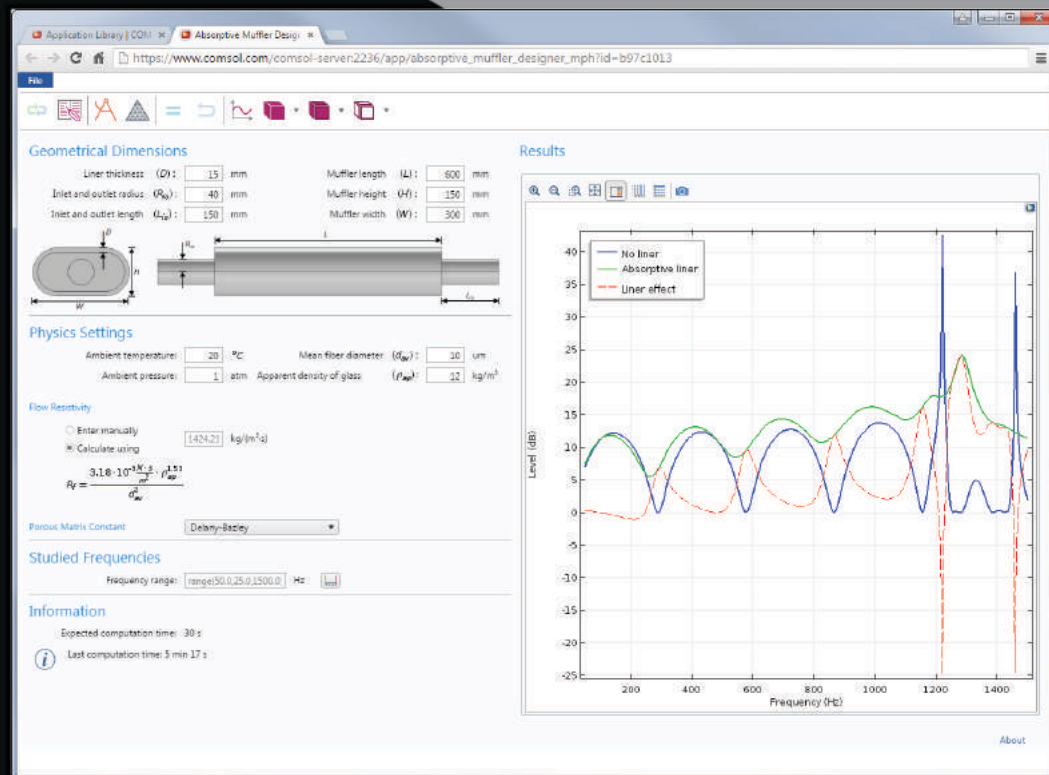 Application Library | COM
Absorptive Muffler Desig
https://www.comsol.com/comsol-server:2236/app/absorptive_muffler_designer_mph?id=b97c1013
File
Geometrical Dimensions
Liner thickness (D): 15 mm
Muffler length (L): 600 mm
Inlet and outlet radius 40 mm
Muffler height (H): 150 mm
Inlet and outlet length 150 mm
Muffler width (W): 300 mm
D
L
H
W
Physics Settings
Ambient temperature: 20 °C
Mean fiber diameter (d_av): 10 um
Ambient pressure: 1 atm
Apparent density of glass (ρ_ap): 12 kg/m³
Flow Resistivity
Enter manually
1424.21 kg/(m³·s)
Calculate using
Porous Matrix Constant Delany-Bazley
Studied Frequencies
Frequency range: range(50.0,25.0,1500.0) Hz
Information
Expected computation time: 30 s
Last computation time: 5 min 17 s
Results
No liner
Absorptive liner
Liner effect
Level (dB)
40
35
30
25
20
15
10
5
0
-5
-10
-15
-20
-25
200 400 600 800 1000 1200 1400
Frequency (Hz)
About